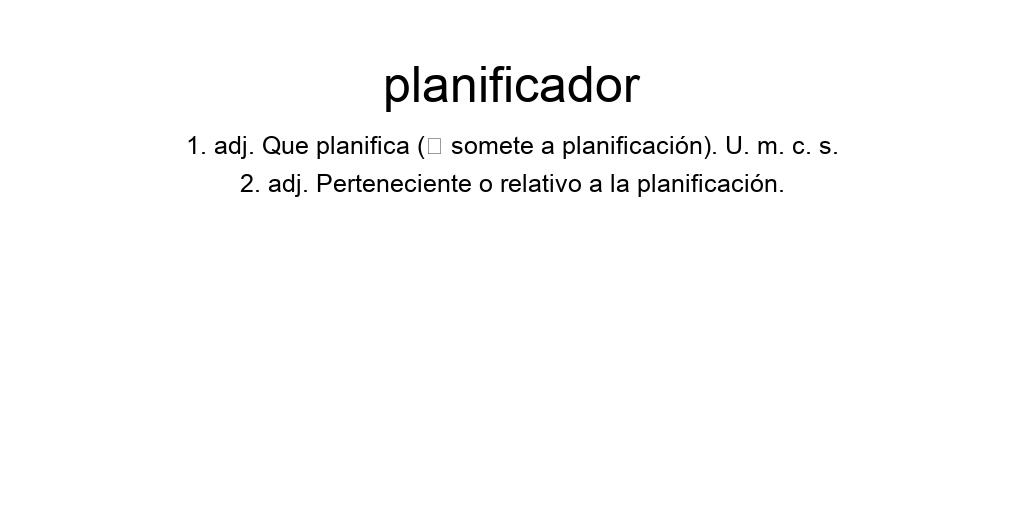 planificador
1. adj. Que planifica (□ somete a planificación). U. m. c. s.
2. adj. Perteneciente o relativo a la planificación.